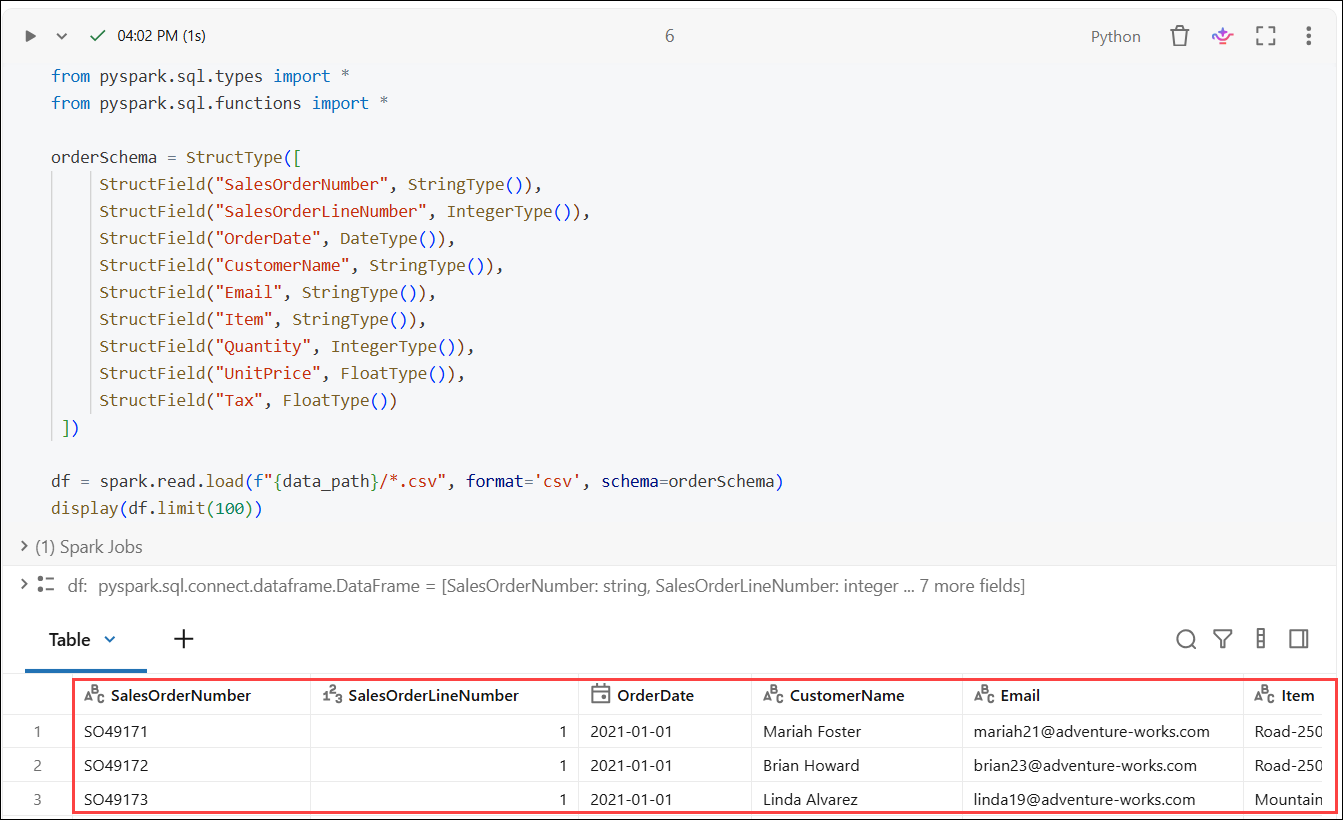 04:02 PM (1s)
6
Python
from pyspark.sql.types import *
from pyspark.sql.functions import *
orderSchema = StructType([
StructField("SalesOrderNumber", StringType()),
StructField("SalesOrderLineNumber", IntegerType()),
StructField("OrderDate", DateType()),
StructField("CustomerName", StringType()),
StructField("Email", StringType()),
StructField("Item", StringType()),
StructField("Quantity", IntegerType()),
StructField("UnitPrice", FloatType()),
StructField("Tax", FloatType())
])
df = spark.read.load(f"{data_path}/*.csv", format='csv', schema=orderSchema)
display(df.limit(100))
(1) Spark Jobs
df: pyspark.sql.connect.dataframe.DataFrame = [SalesOrderNumber: string, SalesOrderLineNumber: integer ... 7 more fields]
Table +
ABC SalesOrderNumber 123 SalesOrderLineNumber OrderDate ABC CustomerName ABC Email ABC Item
1 SO49171 1 2021-01-01 Mariah Foster mariah21@adventure-works.com Road-250
2 SO49172 1 2021-01-01 Brian Howard brian23@adventure-works.com Road-250
3 SO49173 1 2021-01-01 Linda Alvarez linda19@adventure-works.com Mountain